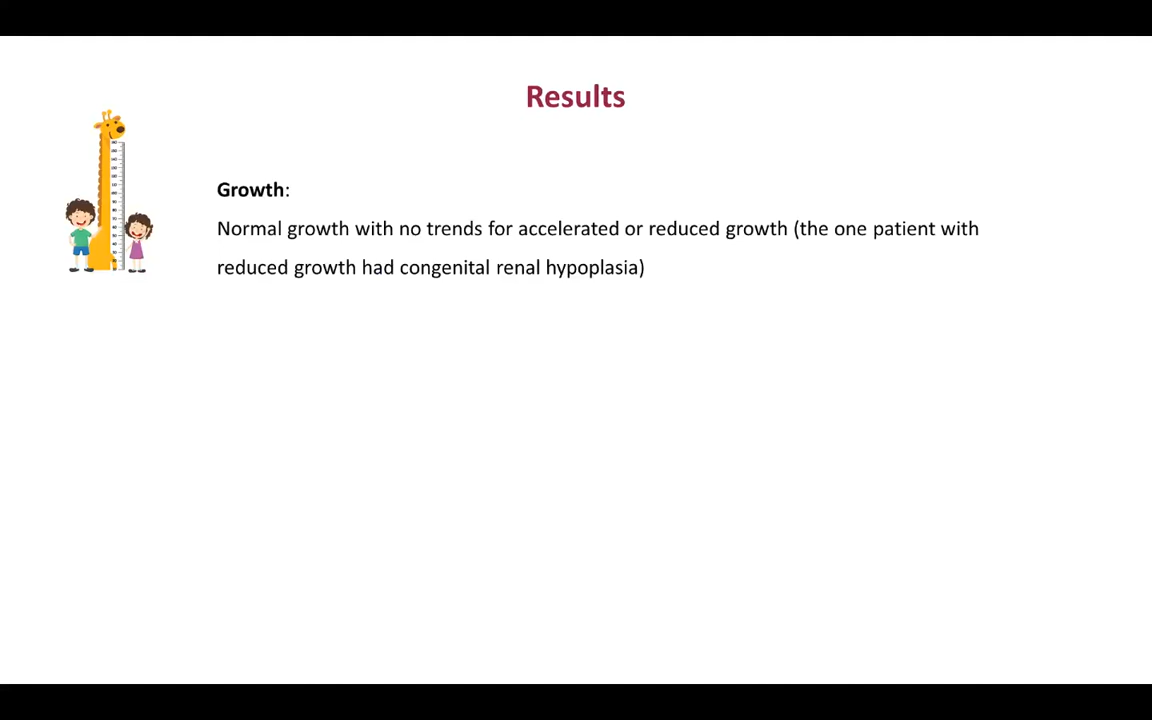 Results
Growth:
Normal growth with no trends for accelerated or reduced growth (the one patient with
reduced growth had congenital renal hypoplasia)